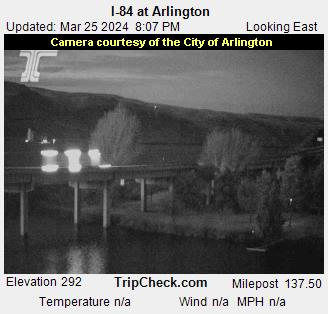 I-84 at Arlington
Updated: Mar 25 2024 8:07 PM Looking East
Camera courtesy of the City of Arlington
Elevation 292 TripCheck.com Milepost 137.50
Temperature n/a Wind n/a MPH n/a